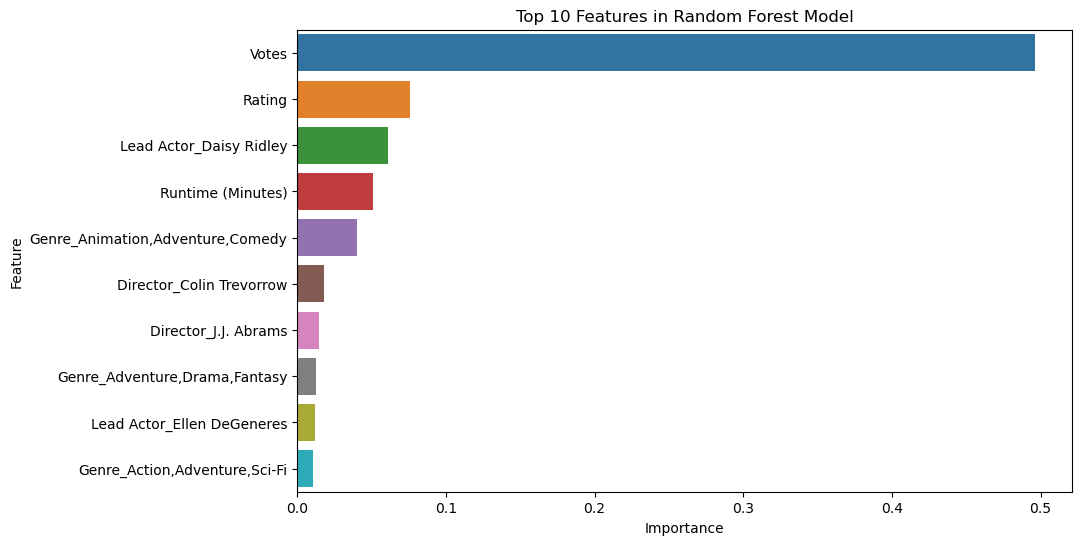 Top 10 Features in Random Forest Model
Feature
Votes
Rating
Lead Actor_Daisy Ridley
Runtime (Minutes)
Genre_Animation,Adventure,Comedy
Director_Colin Trevorrow
Director_J.J. Abrams
Genre_Adventure,Drama,Fantasy
Lead Actor_Ellen DeGeneres
Genre_Action,Adventure,Sci-Fi
0.0 0.1 0.2 0.3 0.4 0.5
Importance